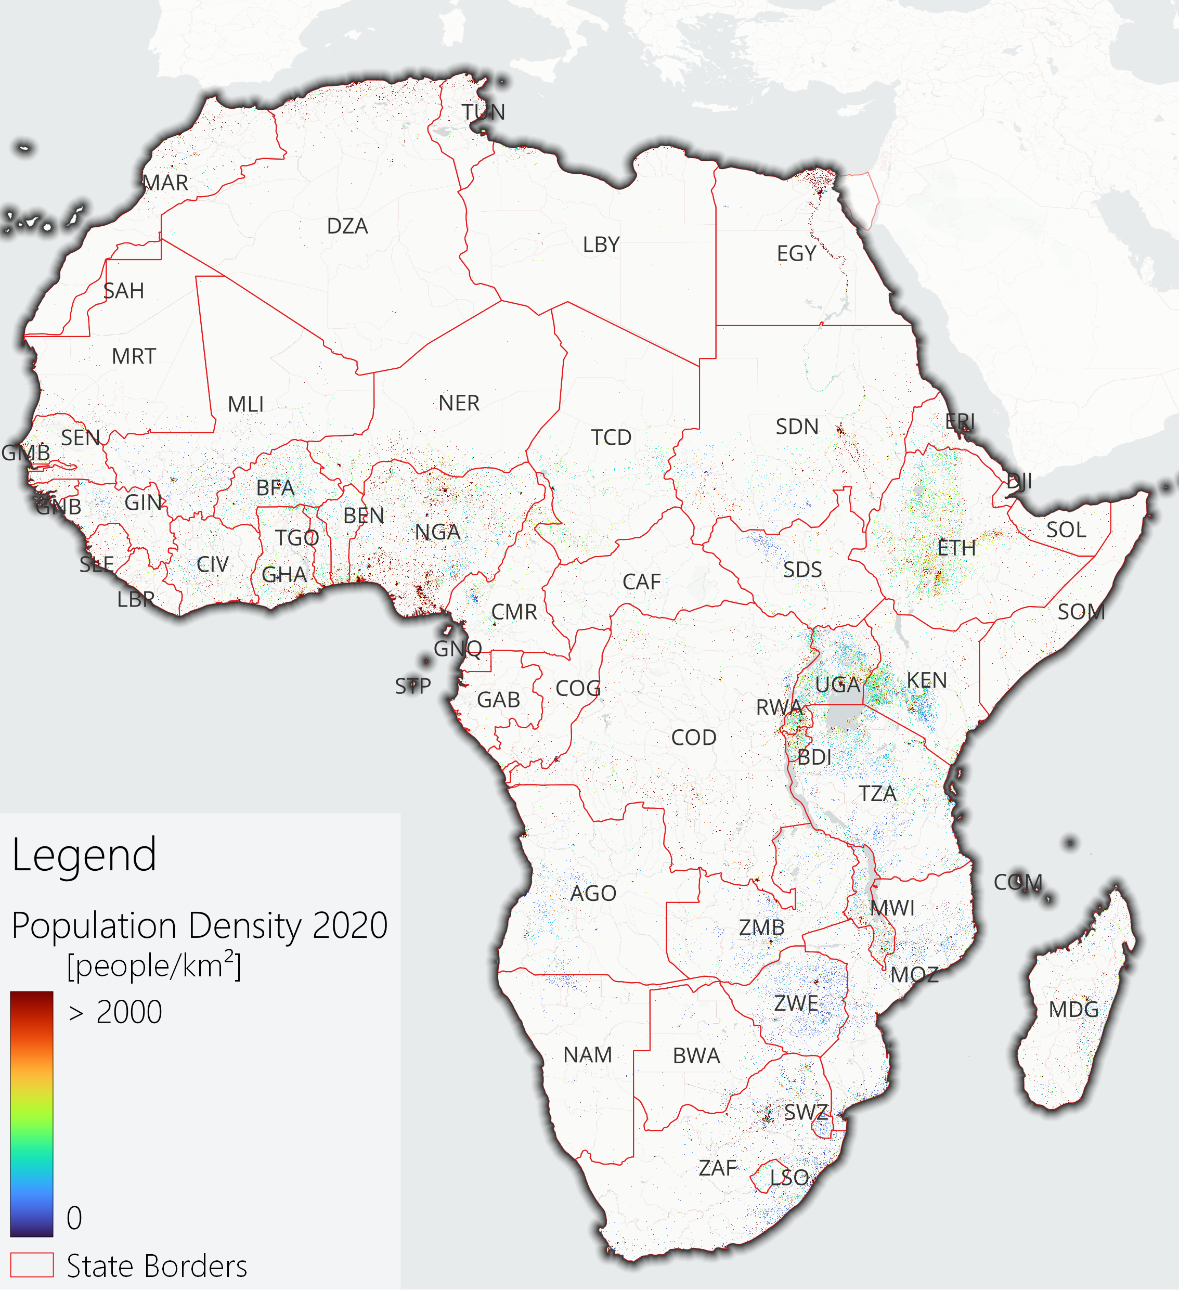 TUN
MAR
DZA
LBY
EGY
SAH
MRT
MLI
NER
TCD
SDN
ERI
SEN
GMB
DJI
GNB
GIN
BFA
BEN
NGA
TGO
SOL
ETH
SLE
CIV
GHA
SDS
CAF
LBR
CMR
SOM
GNQ
STP
GAB
COG
UGA
KEN
RWA
COD
BDI
TZA
COM
AGO
MWI
ZMB
MOZ
ZWE
MDG
NAM
BWA
SWZ
ZAF
LSO
Legend
Population Density 2020
[people/km²]
> 2000
0
State Borders